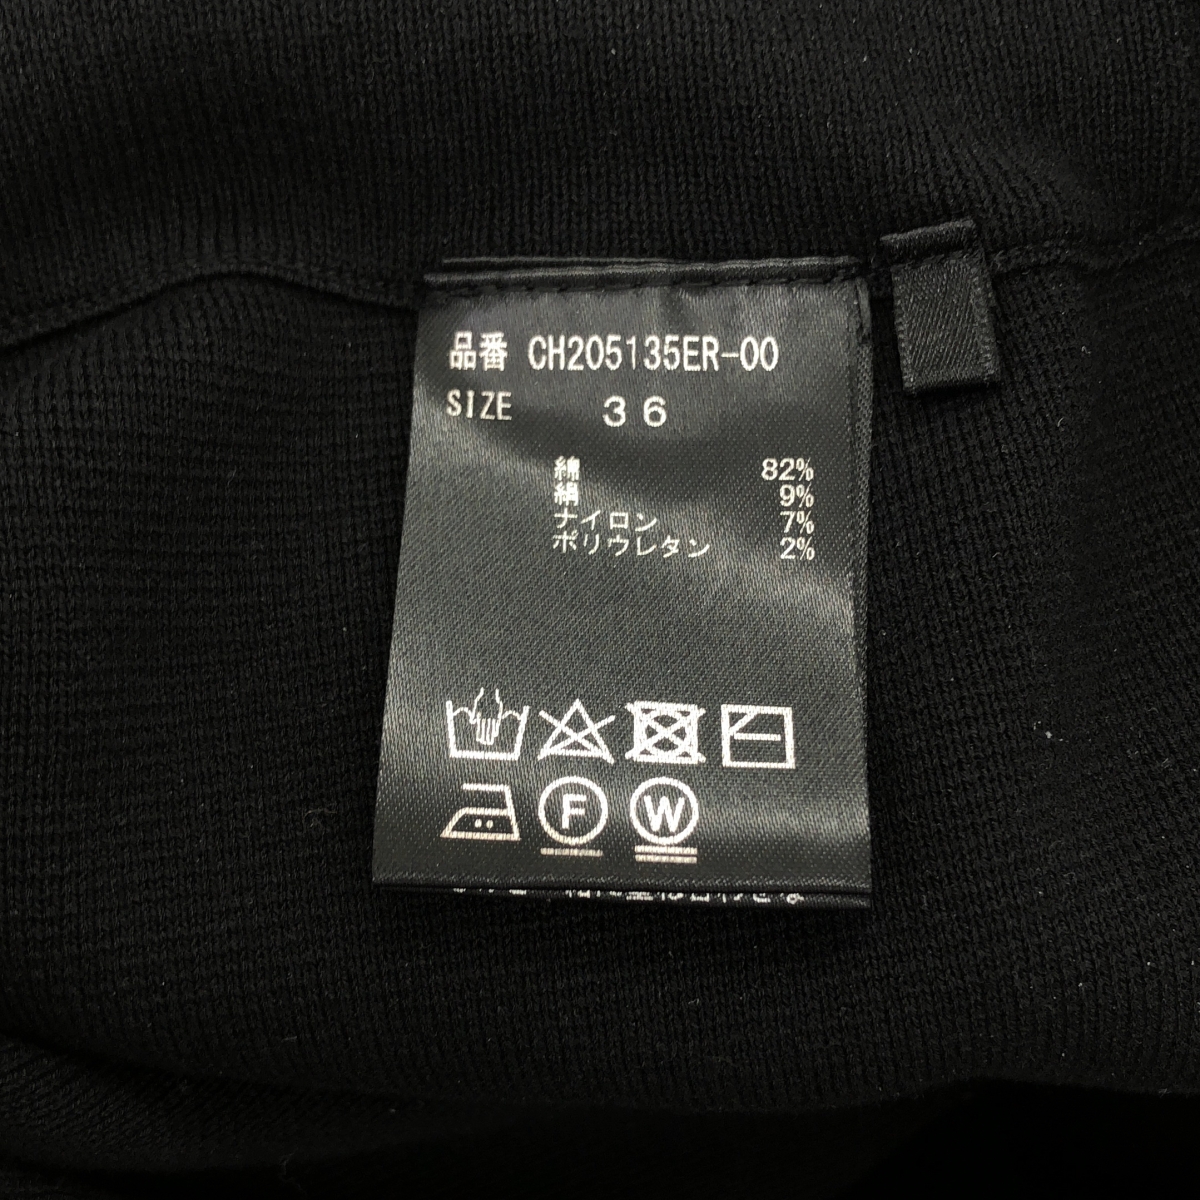 品番 CH205135ER-00
SIZE 36
綿 82%
絹 9%
ナイロン 7%
ポリウレタン 2%
F W